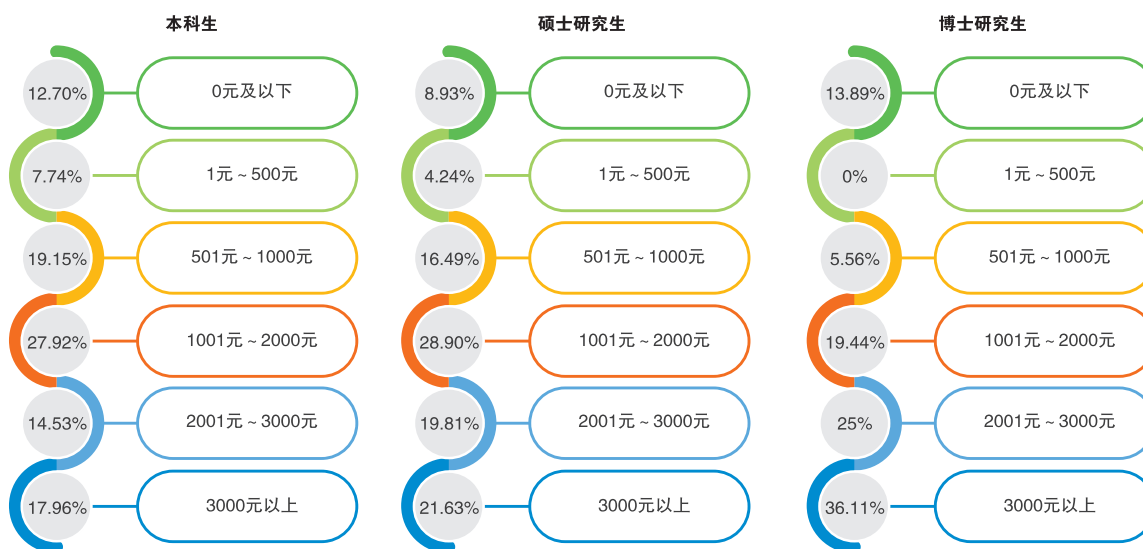 本科生
12.70% 0元及以下
7.74% 1元~500元
19.15% 501元~1000元
27.92% 1001元~2000元
14.53% 2001元~3000元
17.96% 3000元以上
硕士研究生
8.93% 0元及以下
4.24% 1元~500元
16.49% 501元~1000元
28.90% 1001元~2000元
19.81% 2001元~3000元
21.63% 3000元以上
博士研究生
13.89% 0元及以下
0% 1元~500元
5.56% 501元~1000元
19.44% 1001元~2000元
25% 2001元~3000元
36.11% 3000元以上